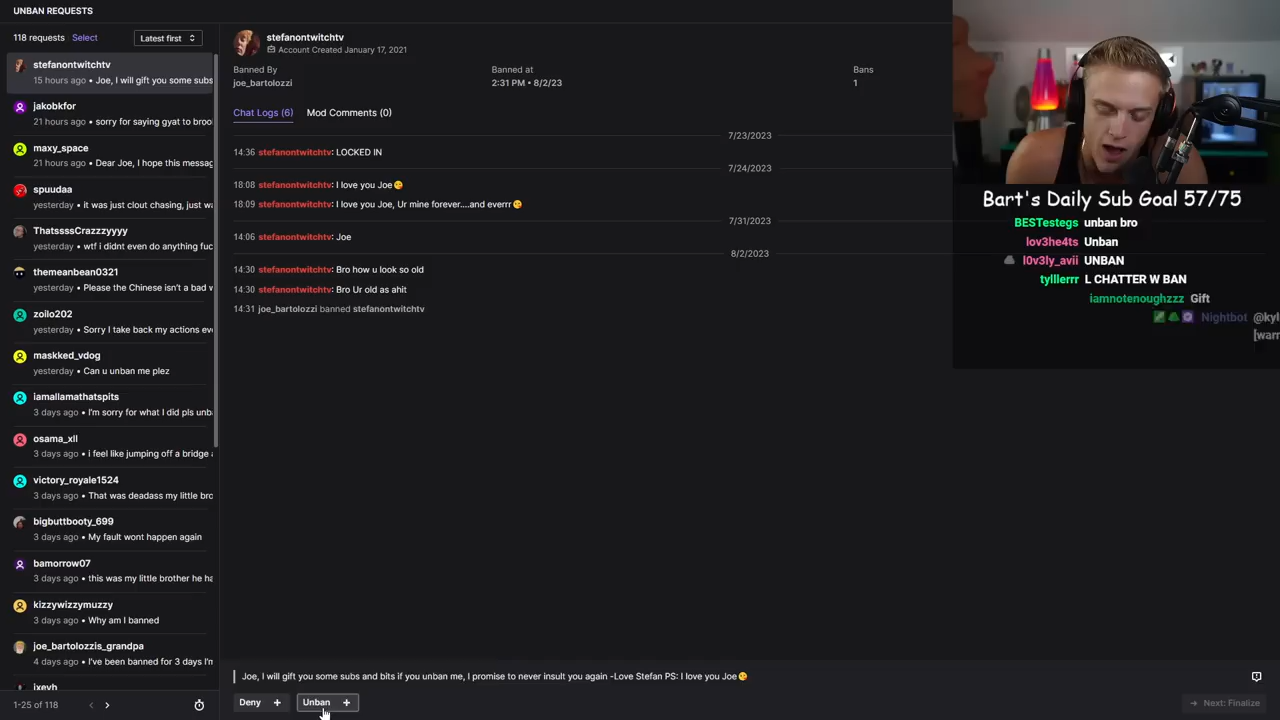 UNBAN REQUESTS
118 requests Select Latest first
stefanontwitchtv
15 hours ago • Joe, I will gift you some subs
jakobkfor
21 hours ago • sorry for saying gyat to broo
maxy_space
21 hours ago • Dear Joe, I hope this messag
spuudaa
yesterday • it was just clout chasing, just wa
ThatssssCrazzzyyyy
yesterday • wtf i didnt even do anything fuc
themeanbean0321
yesterday • Please the Chinese isn't a bad w
zoilo202
yesterday • Sorry I take back my actions ev
maskked_vdog
yesterday • Can u unban me plez
iamallamathatspits
3 days ago • I'm sorry for what I did pls unb
osama_xll
3 days ago • i feel like jumping off a bridge a
victory_royale1524
3 days ago • That was deadass my little bro
bigbuttbooty_699
3 days ago • My fault wont happen again
bamorrow07
3 days ago • this was my little brother he ha
kizzywizzymuzzy
3 days ago • Why am I banned
joe_bartolozzis_grandpa
4 days ago • I've been banned for 3 days I'm
ixevh
1-25 of 118
stefanontwitchtv
Account Created January 17, 2021
Banned By Banned at Bans
joe_bartolozzi 2:31 PM • 8/2/23 1
Chat Logs (6) Mod Comments (0)
7/23/2023
14:36 stefanontwitchtv: LOCKED IN
7/24/2023
18:08 stefanontwitchtv: I love you Joe😘
18:09 stefanontwitchtv: I love you Joe, Ur mine forever....and everrr😘
7/31/2023
14:06 stefanontwitchtv: Joe
8/2/2023
14:30 stefanontwitchtv: Bro how u look so old
14:30 stefanontwitchtv: Bro Ur old as ahit
14:31 joe_bartolozzi banned stefanontwitchtv
Joe, I will gift you some subs and bits if you unban me, I promise to never insult you again -Love Stefan PS: I love you Joe😘
Deny + Unban + → Next: Finalize
Bart's Daily Sub Goal 57/75
BESTestegs unban bro
lov3he4ts Unban
l0v3ly_avii UNBAN
tylllerrr L CHATTER W BAN
iamnotenoughzzz Gift
Nightbot @kyl
[warn